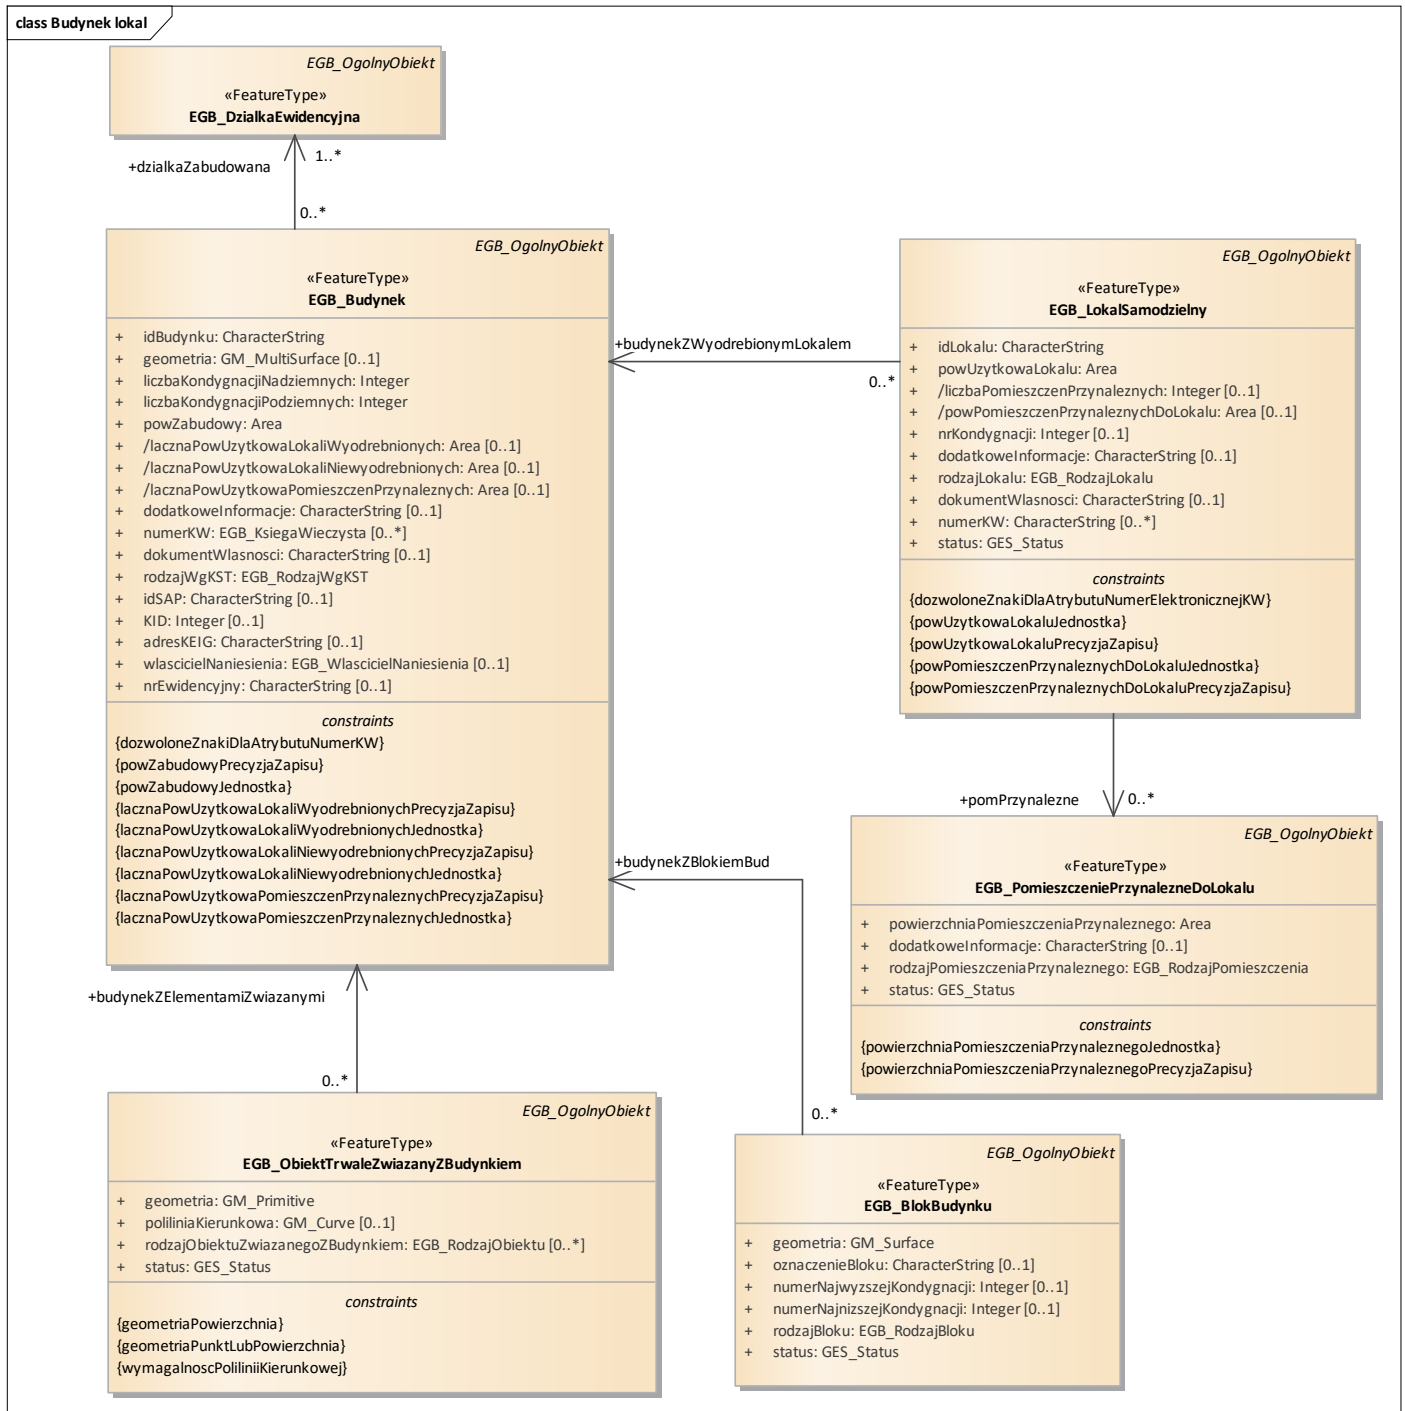 class Budynek lokal
EGB_OgolnyObiekt
«FeatureType»
EGB_DzialkaEwidencyjna
+dzialkaZabudowana
1..*
0..*
EGB_OgolnyObiekt
«FeatureType»
EGB_Budynek
+ idBudynku: CharacterString
+ geometria: GM_MultiSurface [0..1]
+ liczbaKondygnacjiNadziemnych: Integer
+ liczbaKondygnacjiPodziemnych: Integer
+ powZabudowy: Area
+ /lacznaPowUzytkowaLokaliWyodrebnionych: Area [0..1]
+ /lacznaPowUzytkowaLokaliNiewyodrebnionych: Area [0..1]
+ /lacznaPowUzytkowaPomieszczenPrzynaleznych: Area [0..1]
+ dodatkoweInformacje: CharacterString [0..1]
+ numerKW: EGB_KsiegaWieczysta [0..*]
+ dokumentWlasnosci: CharacterString [0..1]
+ rodzajWgKST: EGB_RodzajWgKST
+ idSAP: CharacterString [0..1]
+ KID: Integer [0..1]
+ adresKEIG: CharacterString [0..1]
+ wlascicielNaniesienia: EGB_WlascicielNaniesienia [0..1]
+ nrEwidencyjny: CharacterString [0..1]
constraints
{dozwoloneZnakiDlaAtrybutuNumerKW}
{powZabudowyPrecyzjaZapisu}
{powZabudowyJednostka}
{lacznaPowUzytkowaLokaliWyodrebnionychPrecyzjaZapisu}
{lacznaPowUzytkowaLokaliWyodrebnionychJednostka}
{lacznaPowUzytkowaLokaliNiewyodrebnionychPrecyzjaZapisu}
{lacznaPowUzytkowaLokaliNiewyodrebnionychJednostka}
{lacznaPowUzytkowaPomieszczenPrzynaleznychPrecyzjaZapisu}
{lacznaPowUzytkowaPomieszczenPrzynaleznychJednostka}
+budynekZWyodrebionymLokalem
0..*
EGB_OgolnyObiekt
«FeatureType»
EGB_LokalSamodzielny
+ idLokalu: CharacterString
+ powUzytkowaLokalu: Area
+ /liczbaPomieszczenPrzynaleznych: Integer [0..1]
+ /powPomieszczenPrzynaleznychDoLokalu: Area [0..1]
+ nrKondygnacji: Integer [0..1]
+ dodatkoweInformacje: CharacterString [0..1]
+ rodzajLokalu: EGB_RodzajLokalu
+ dokumentWlasnosci: CharacterString [0..1]
+ numerKW: CharacterString [0..*]
+ status: GES_Status
constraints
{dozwoloneZnakiDlaAtrybutuNumerElektronicznejKW}
{powUzytkowaLokaluJednostka}
{powUzytkowaLokaluPrecyzjaZapisu}
{powPomieszczenPrzynaleznychDoLokaluJednostka}
{powPomieszczenPrzynaleznychDoLokaluPrecyzjaZapisu}
+pomPrzynalezne
0..*
EGB_OgolnyObiekt
«FeatureType»
EGB_PomieszczeniePrzynalezneDoLokalu
+ powierzchniaPomieszczeniaPrzynaleznego: Area
+ dodatkoweInformacje: CharacterString [0..1]
+ rodzajPomieszczeniaPrzynaleznego: EGB_RodzajPomieszczenia
+ status: GES_Status
constraints
{powierzchniaPomieszczeniaPrzynaleznegoJednostka}
{powierzchniaPomieszczeniaPrzynaleznegoPrecyzjaZapisu}
+budynekZBlokiemBud
0..*
+budynekZElementamiZwiazanymi
0..*
EGB_OgolnyObiekt
«FeatureType»
EGB_ObiektTrwaleZwiazanyZBudynkiem
+ geometria: GM_Primitive
+ poliliniaKierunkowa: GM_Curve [0..1]
+ rodzajObiektuZwiazanegoZBudynkiem: EGB_RodzajObiektu [0..*]
+ status: GES_Status
constraints
{geometriaPowierzchnia}
{geometriaPunktLubPowierzchnia}
{wymagalnoscPoliliniiKierunkowej}
EGB_OgolnyObiekt
«FeatureType»
EGB_BlokBudynku
+ geometria: GM_Surface
+ oznaczenieBloku: CharacterString [0..1]
+ numerNajwyzszejKondygnacji: Integer [0..1]
+ numerNajnizszejKondygnacji: Integer [0..1]
+ rodzajBloku: EGB_RodzajBloku
+ status: GES_Status